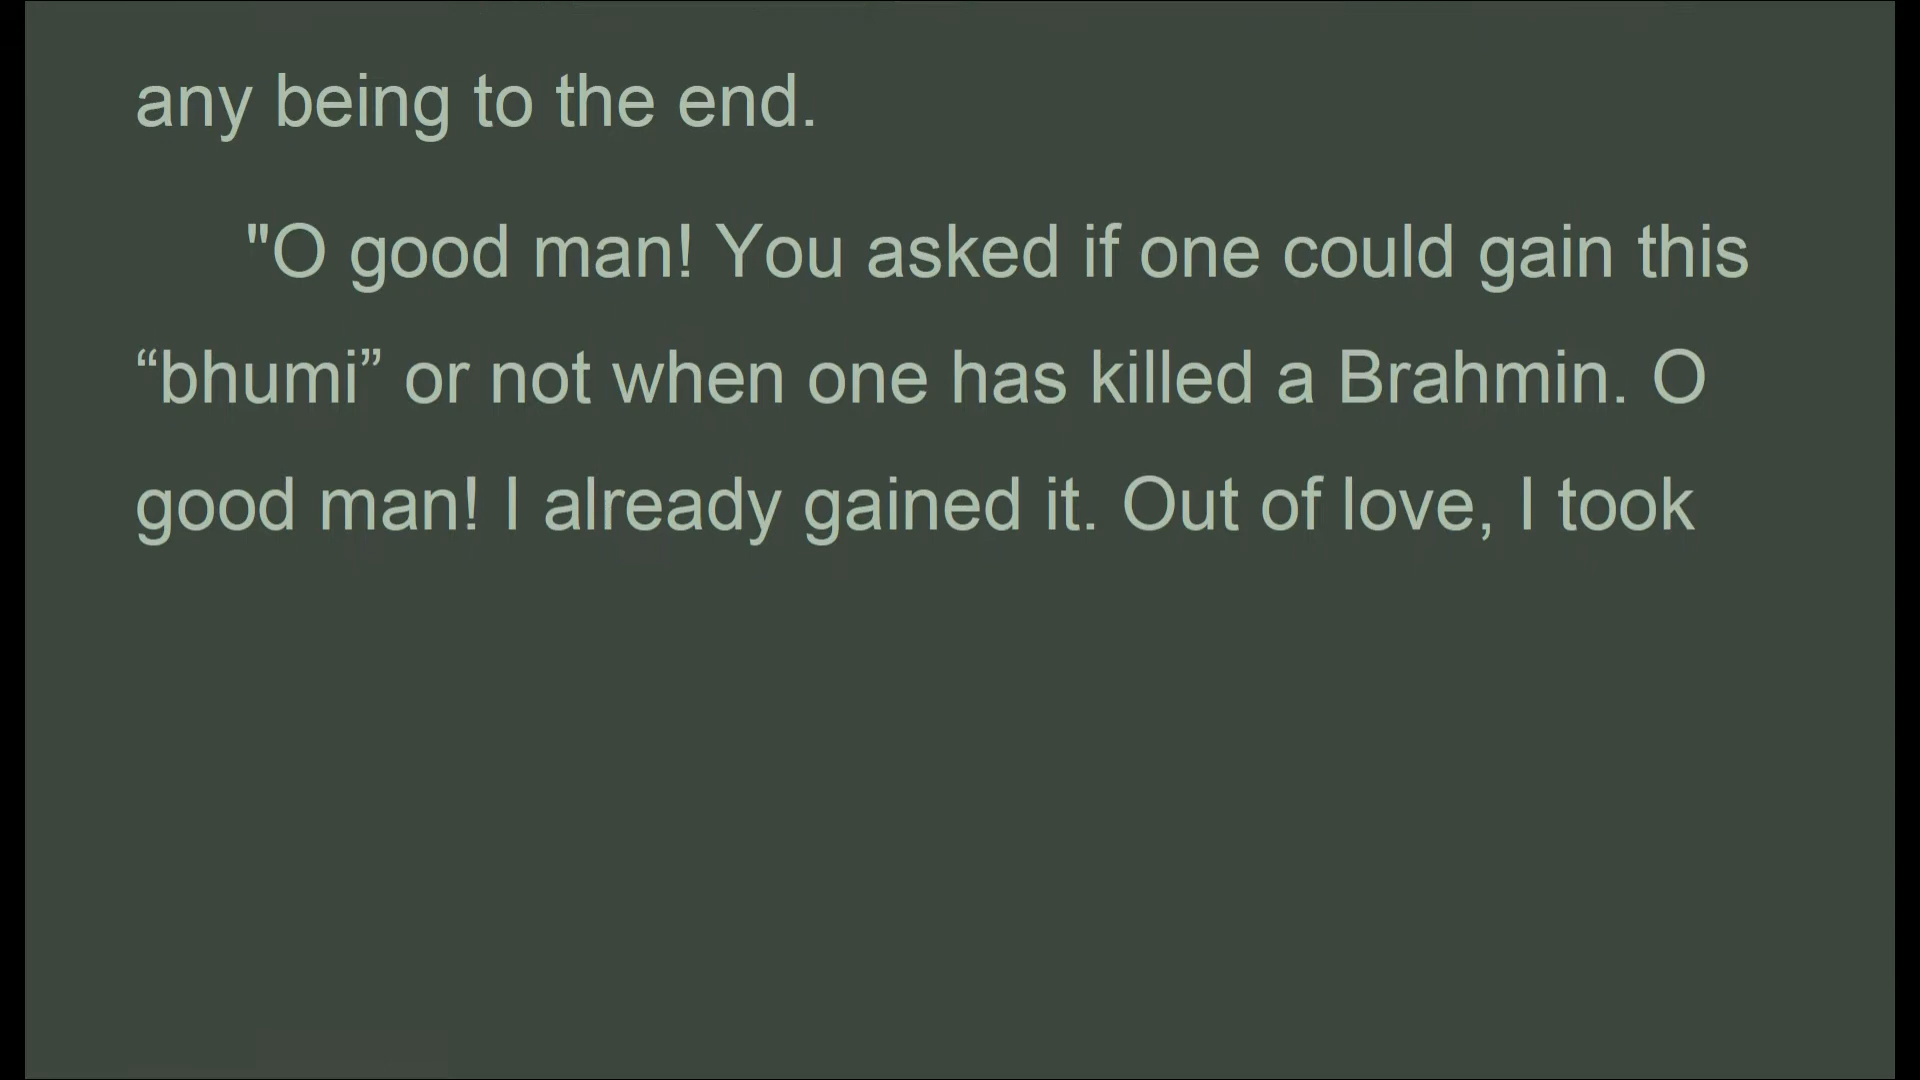 any being to the end.
"O good man! You asked if one could gain this
“bhumi” or not when one has killed a Brahmin. O
good man! I already gained it. Out of love, I took